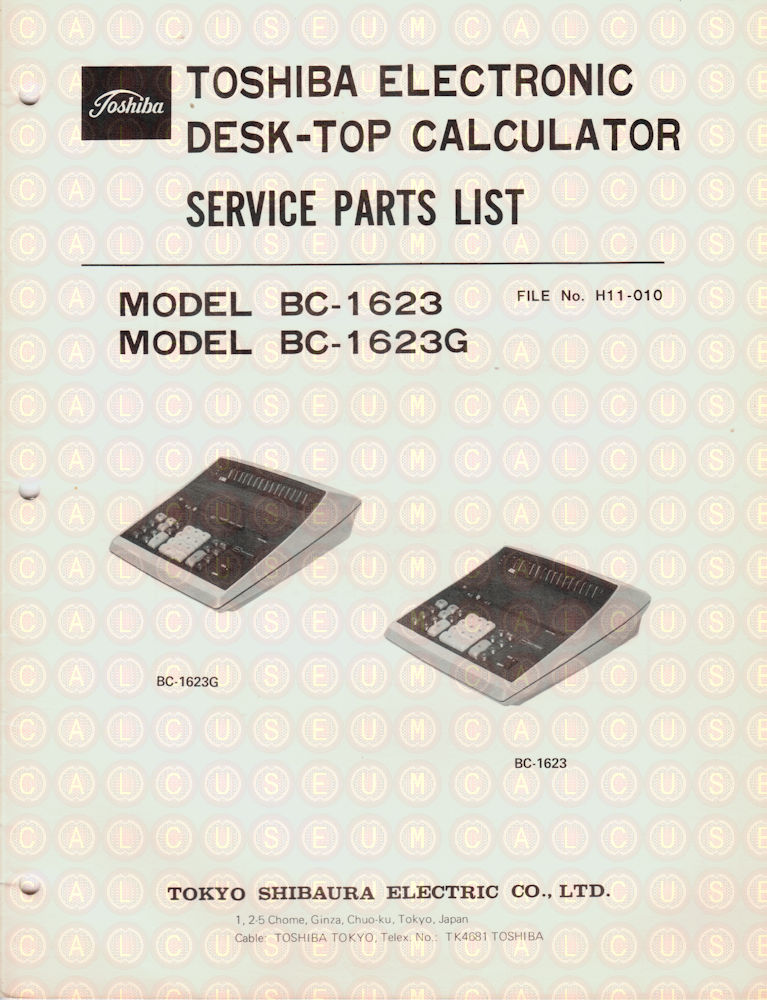 Toshiba
TOSHIBA ELECTRONIC
DESK-TOP CALCULATOR
SERVICE PARTS LIST
MODEL BC-1623
FILE No. H11-010
MODEL BC-1623G
BC-1623G
BC-1623
TOKYO SHIBAURA ELECTRIC CO., LTD.
1, 2-5 Chome, Ginza, Chuo-ku, Tokyo, Japan
Cable: TOSHIBA TOKYO, Telex. No.: TK4681 TOSHIBA
CALCUSEUM